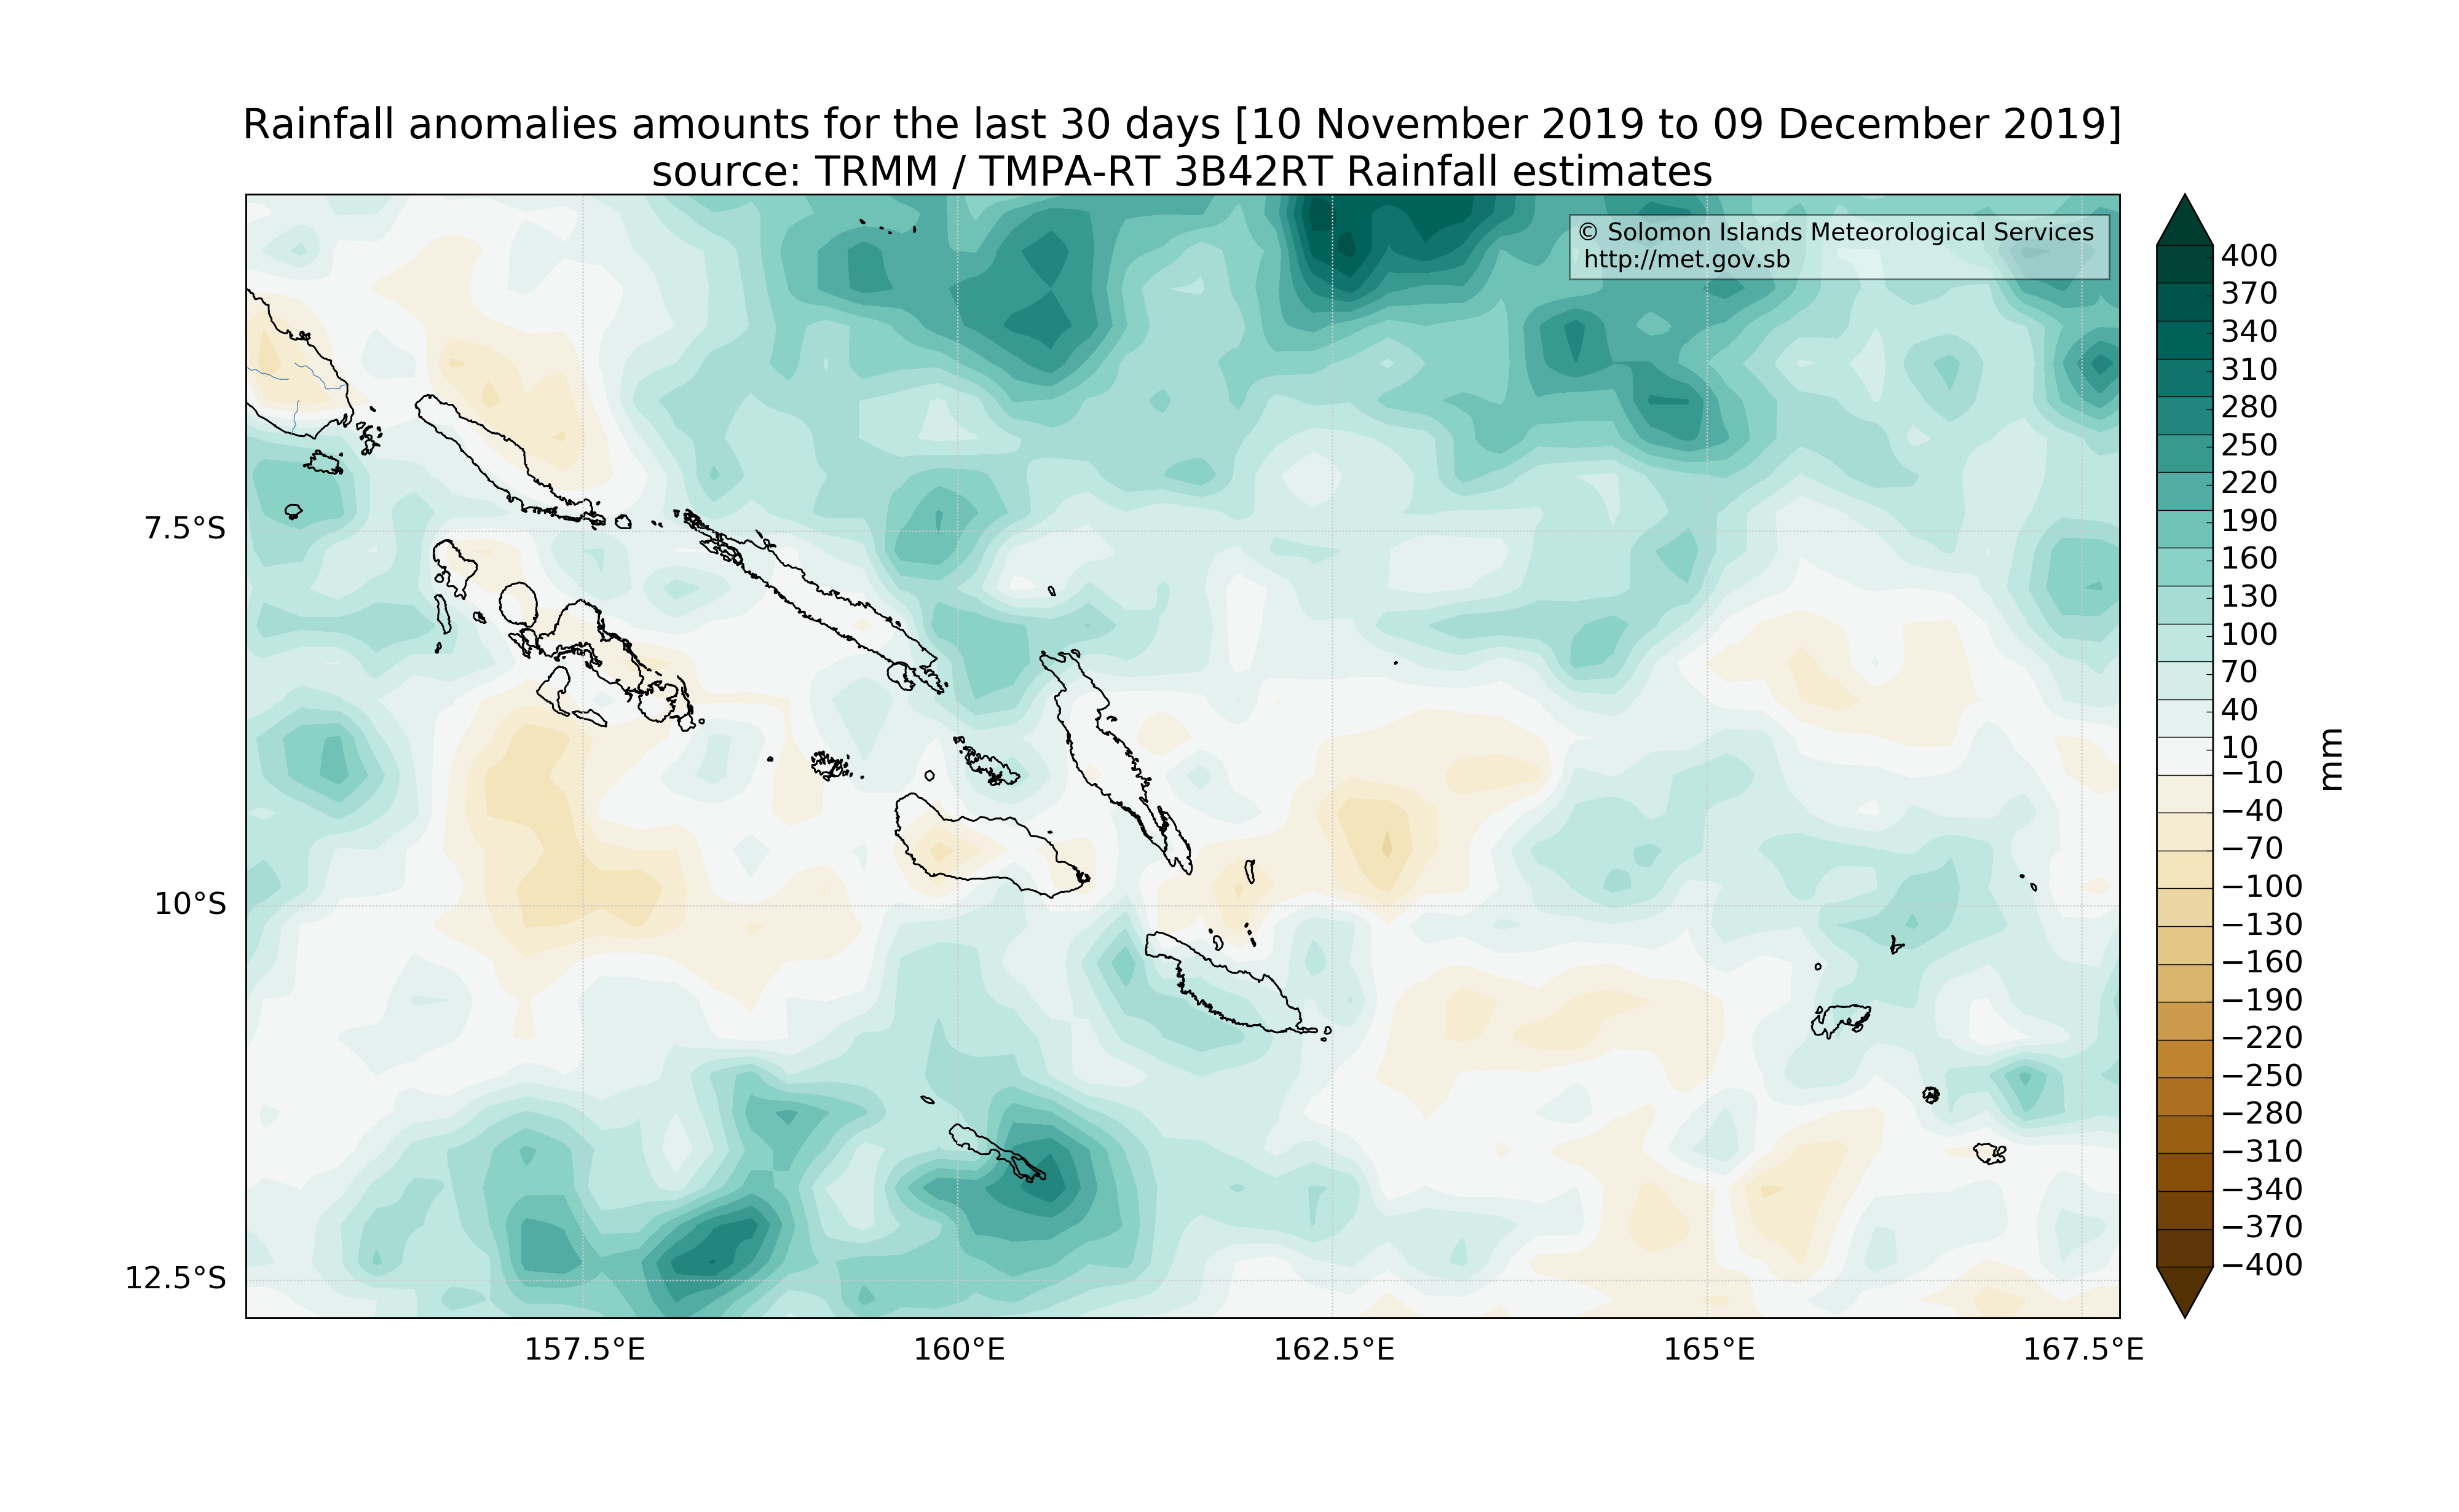 Rainfall anomalies amounts for the last 30 days [10 November 2019 to 09 December 2019]
source: TRMM / TMPA-RT 3B42RT Rainfall estimates
© Solomon Islands Meteorological Services
http://met.gov.sb
7.5°S
10°S
12.5°S
157.5°E
160°E
162.5°E
165°E
167.5°E
400
370
340
310
280
250
220
190
160
130
100
70
40
10
−10
−40
−70
−100
−130
−160
−190
−220
−250
−280
−310
−340
−370
−400
mm